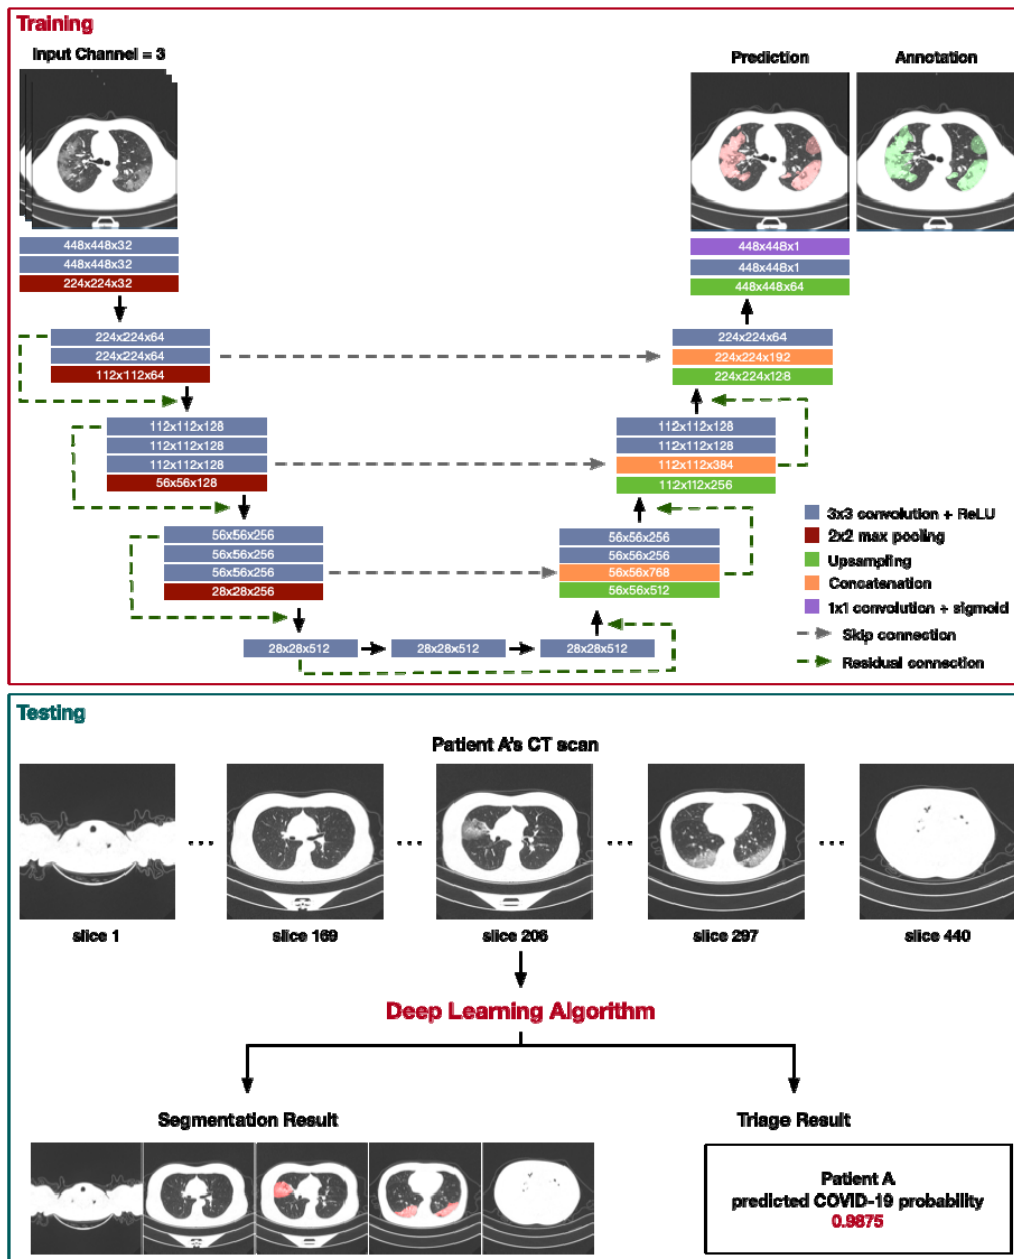 Training
Input Channel = 3
Prediction
Annotation
448x448x32
448x448x32
224x224x32
448x448x1
448x448x1
448x448x64
224x224x64
224x224x64
112x112x64
224x224x64
224x224x192
224x224x128
112x112x128
112x112x128
112x112x128
56x56x128
112x112x128
112x112x128
112x112x384
112x112x256
56x56x256
56x56x256
56x56x256
28x28x256
56x56x256
56x56x256
56x56x768
56x56x512
28x28x512
28x28x512
28x28x512
3x3 convolution + ReLU
2x2 max pooling
Upsampling
Concatenation
1x1 convolution + sigmoid
Skip connection
Residual connection
Testing
Patient A's CT scan
... ... ... ...
slice 1
slice 169
slice 206
slice 297
slice 440
Deep Learning Algorithm
Segmentation Result
Triage Result
Patient A
predicted COVID-19 probability
0.9875